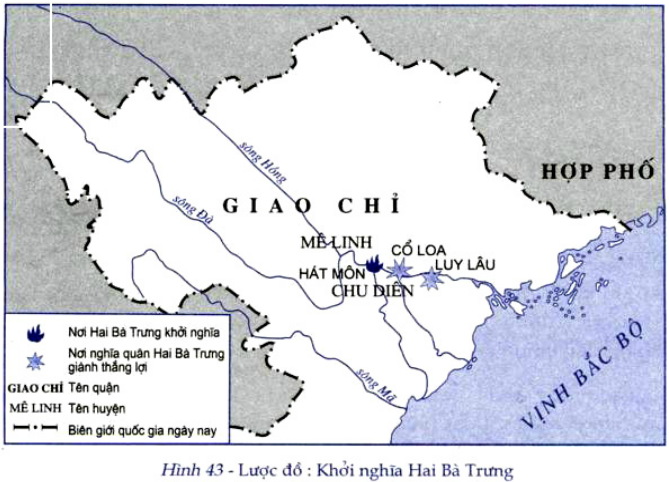 HỢP PHỐ
sông Hồng
sông Đà
GIAO CHỈ
MÊ LINH
CỔ LOA
HÁT MÔN
LUY LÂU
CHU DIÊN
sông Mã
VỊNH BẮC BỘ
Nơi Hai Bà Trưng khởi nghĩa
Nơi nghĩa quân Hai Bà Trưng
giành thắng lợi
GIAO CHỈ Tên quận
MÊ LINH Tên huyện
Biên giới quốc gia ngày nay
Hình 43 - Lược đồ : Khởi nghĩa Hai Bà Trưng